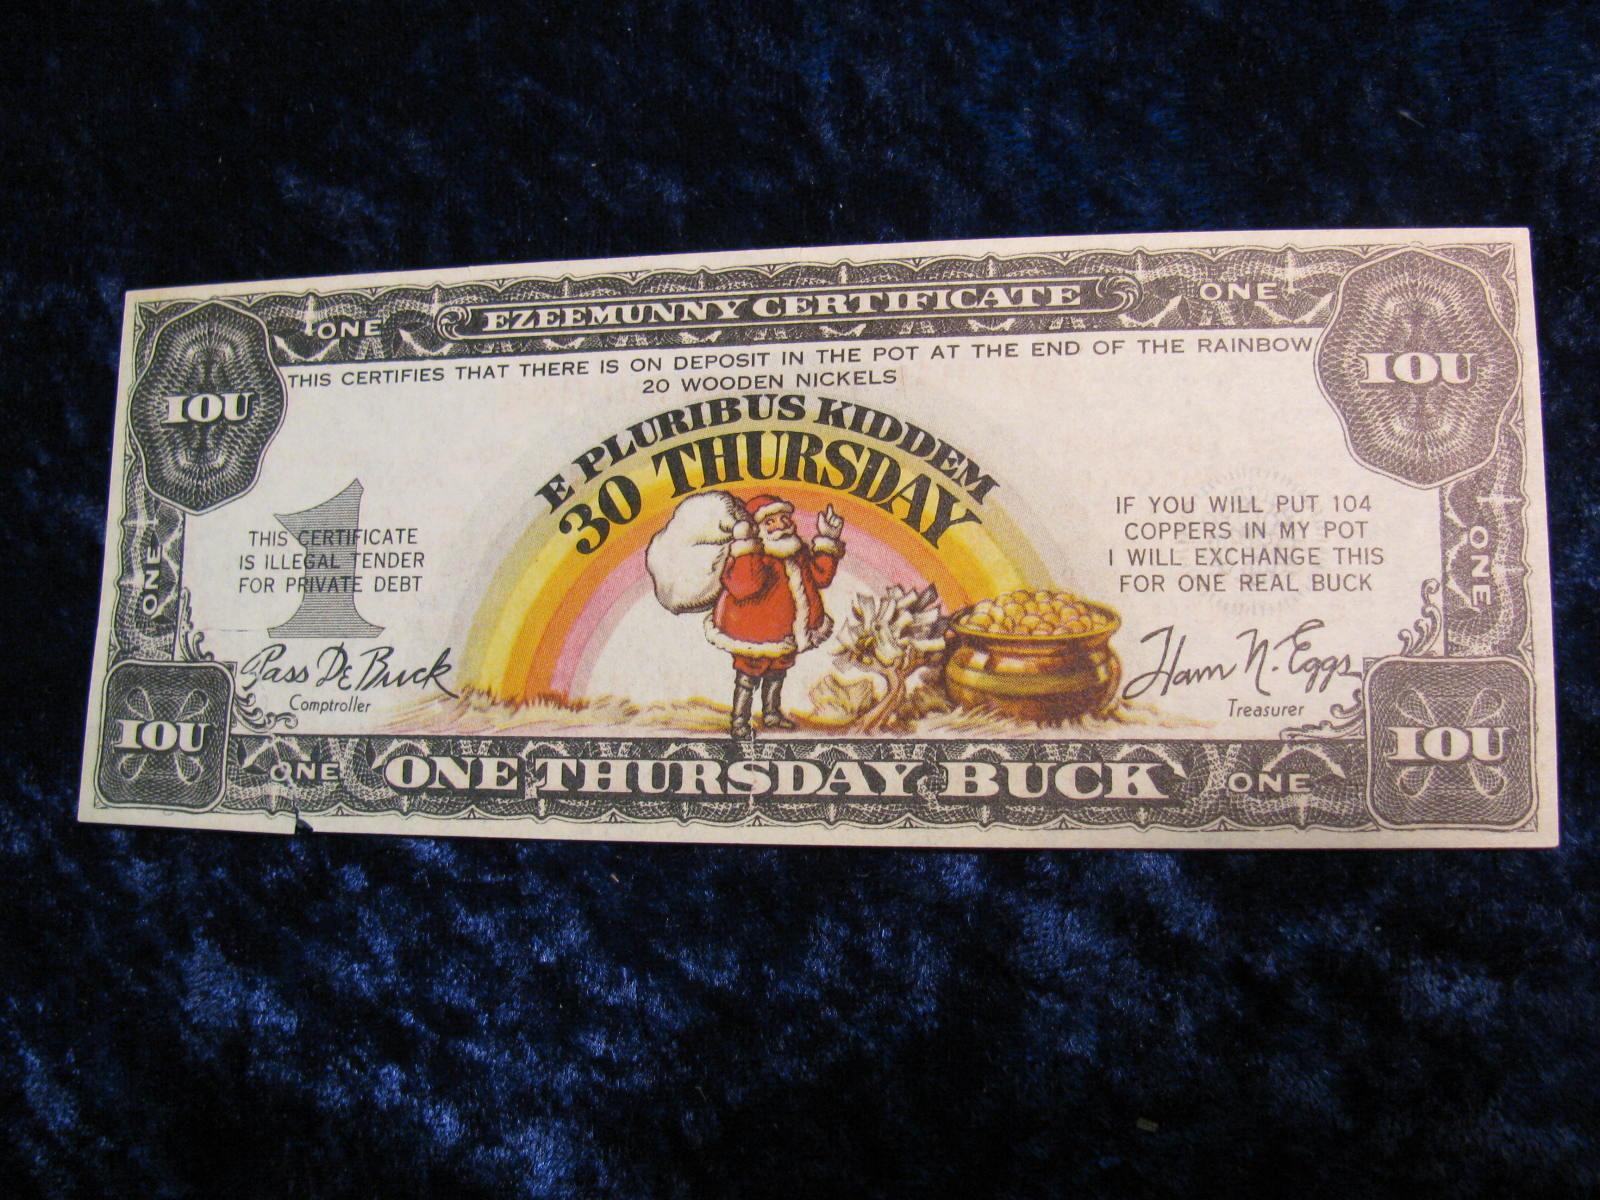 ONE EZEEMUNNY CERTIFICATE ONE
IOU IOU
THIS CERTIFIES THAT THERE IS ON DEPOSIT IN THE POT AT THE END OF THE RAINBOW
20 WOODEN NICKELS
E PLURIBUS KIDDEM
30 THURSDAY
1
THIS CERTIFICATE
IS ILLEGAL TENDER
FOR PRIVATE DEBT
IF YOU WILL PUT 104
COPPERS IN MY POT
I WILL EXCHANGE THIS
FOR ONE REAL BUCK
ONE ONE
Pass De Buck
Comptroller
Ham N. Eggs
Treasurer
IOU IOU
ONE ONE THURSDAY BUCK ONE